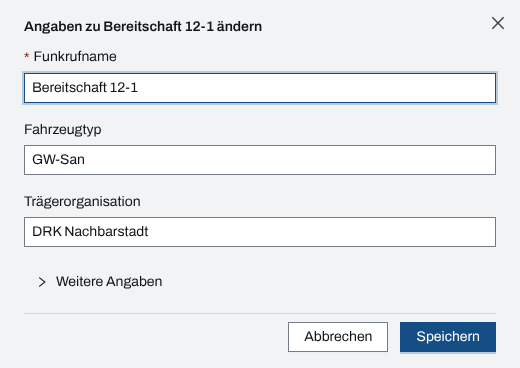 Angaben zu Bereitschaft 12-1 ändern
* Funkrufname
Bereitschaft 12-1
Fahrzeugtyp
GW-San
Trägerorganisation
DRK Nachbarstadt
Weitere Angaben
Abbrechen
Speichern